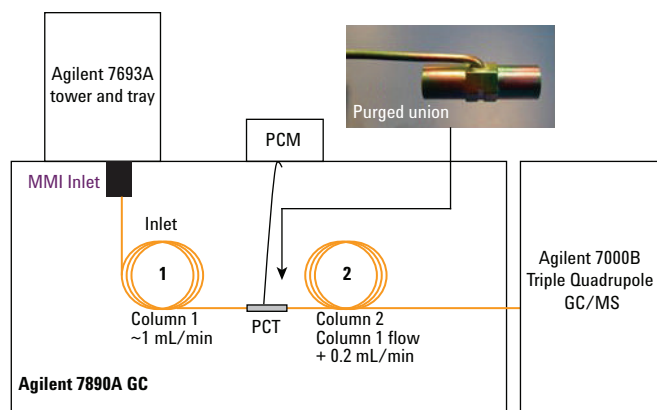 Agilent 7693A
tower and tray
Purged union
PCM
MMI Inlet
Inlet
1
2
Column 1
~1 mL/min
PCT
Column 2
Column 1 flow
+ 0.2 mL/min
Agilent 7890A GC
Agilent 7000B
Triple Quadrupole
GC/MS